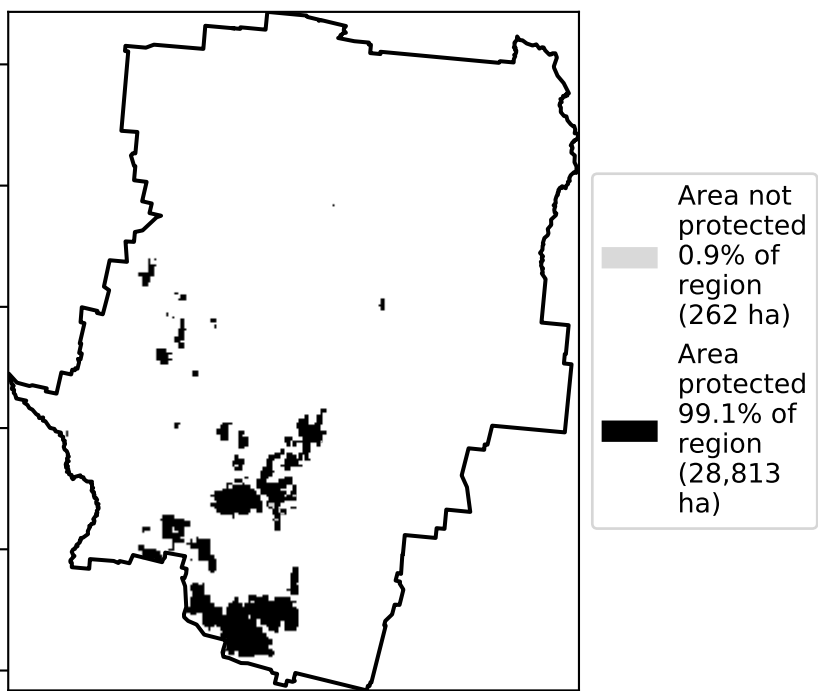 Area not
protected
0.9% of
region
(262 ha)
Area
protected
99.1% of
region
(28,813
ha)